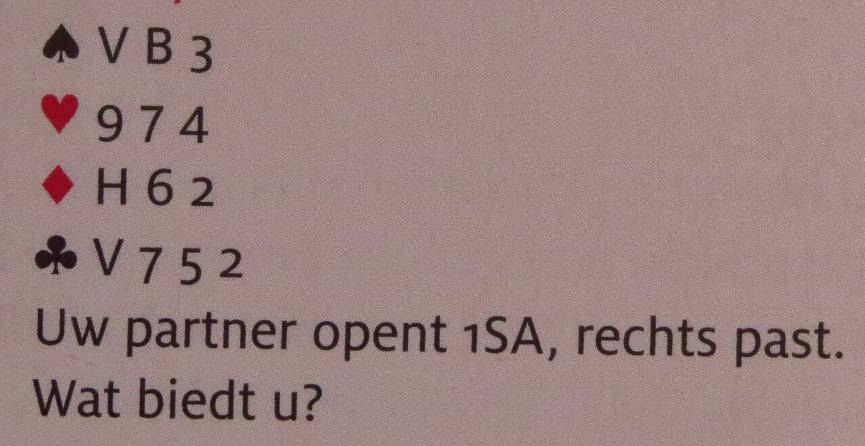 ♠ V B 3
♥ 9 7 4
♦ H 6 2
♣ V 7 5 2
Uw partner opent 1SA, rechts past.
Wat biedt u?